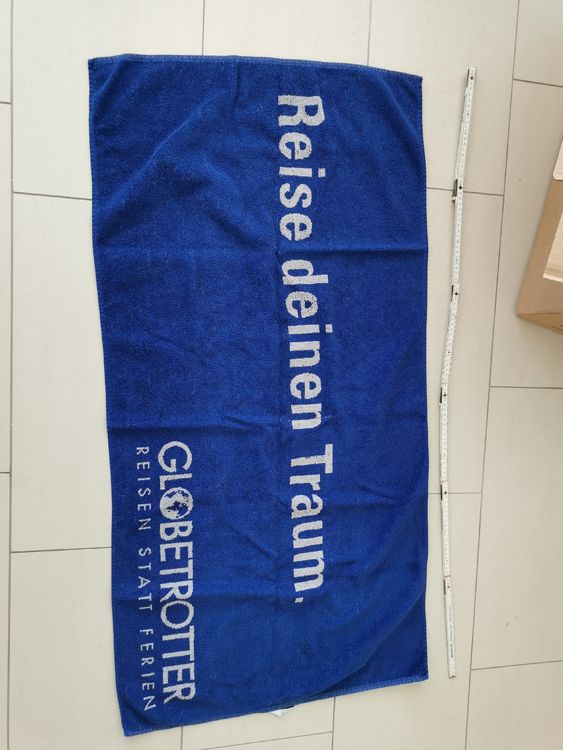 Reise deinen Traum.
GLOBETROTTER
REISEN STATT FERIEN